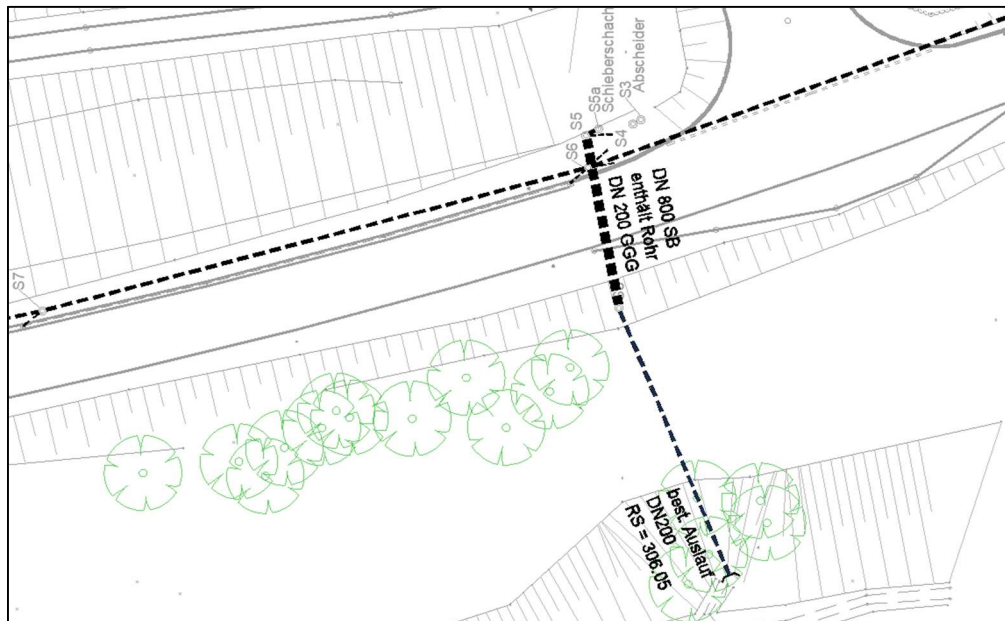 Schieberschach
Abscheider
S5a
S3
S5
S4
S6
DN 800 SB
enthält Rohr
DN 200 GGG
S7
best. Auslauf
DN200
RS = 306.05